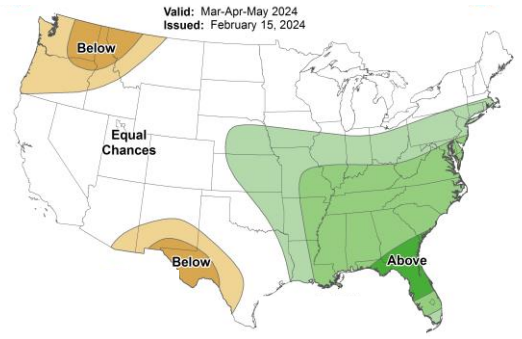 Valid: Mar-Apr-May 2024
Issued: February 15, 2024
Below
Equal
Chances
Below
Above